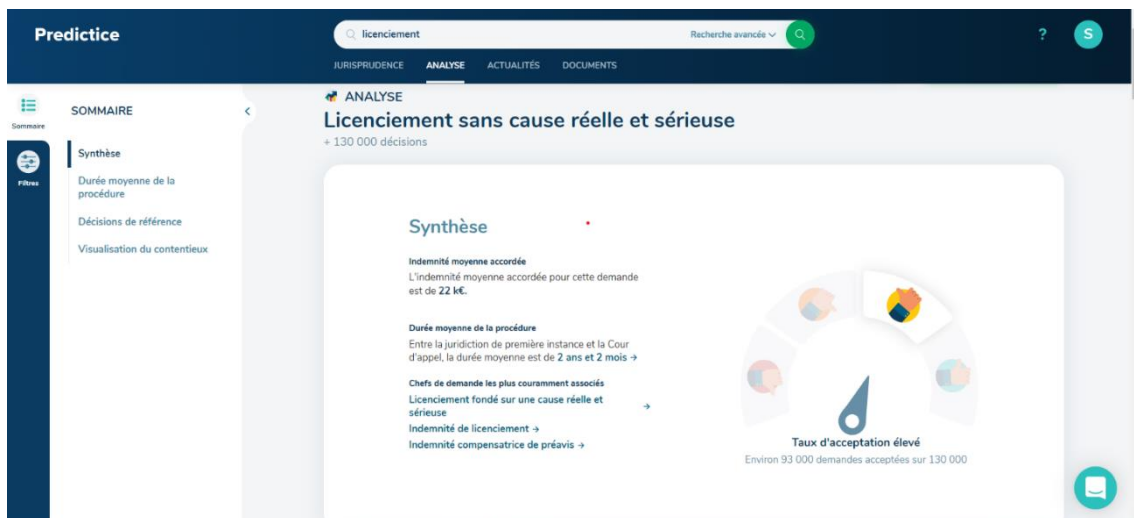 Predictice
licenciement
Recherche avancée
?
S
JURISPRUDENCE ANALYSE ACTUALITÉS DOCUMENTS
Sommaire
Filtres
SOMMAIRE
Synthèse
Durée moyenne de la
procédure
Décisions de référence
Visualisation du contentieux
ANALYSE
Licenciement sans cause réelle et sérieuse
+ 130 000 décisions
Synthèse
Indemnité moyenne accordée
L'indemnité moyenne accordée pour cette demande
est de 22 k€.
Durée moyenne de la procédure
Entre la juridiction de première instance et la Cour
d'appel, la durée moyenne est de 2 ans et 2 mois →
Chefs de demande les plus couramment associés
Licenciement fondé sur une cause réelle et
sérieuse →
Indemnité de licenciement →
Indemnité compensatrice de préavis →
Taux d'acceptation élevé
Environ 93 000 demandes acceptées sur 130 000